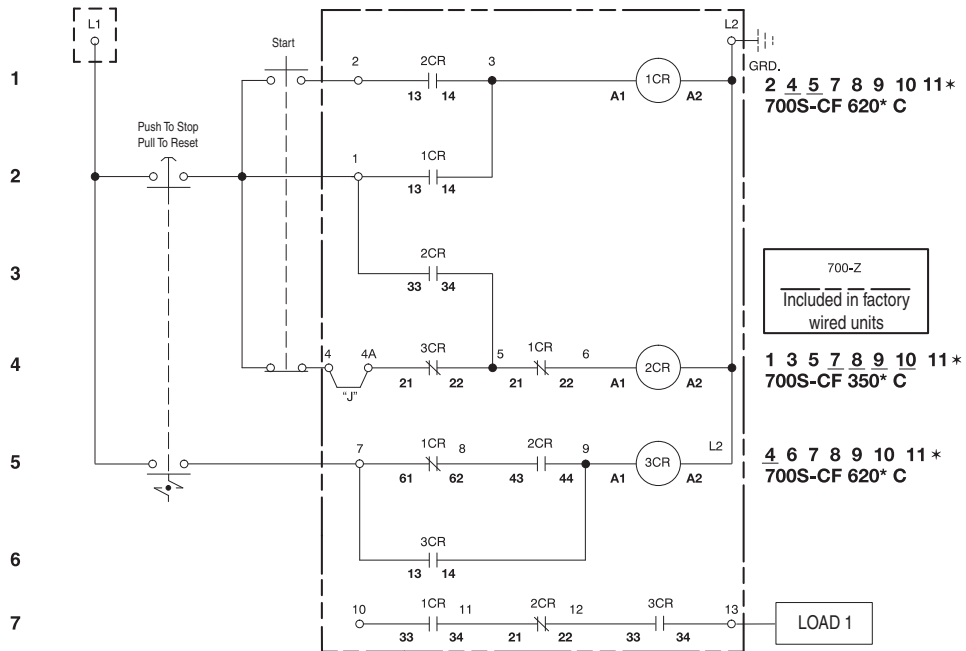 L1
Start
L2
GRD.
1
2
2CR
13 14
3
1CR
A1 A2
2 4 5 7 8 9 10 11*
700S-CF 620* C
Push To Stop
Pull To Reset
2
1
1CR
13 14
3
2CR
33 34
700-Z
Included in factory
wired units
4
4 4A
"J"
3CR
21 22
5
1CR
21 22
6
2CR
A1 A2
1 3 5 7 8 9 10 11*
700S-CF 350* C
5
7
1CR
61 62
8
2CR
43 44
9
3CR
A1 A2
L2
4 6 7 8 9 10 11*
700S-CF 620* C
6
3CR
13 14
7
10
1CR
33 34
11
2CR
21 22
12
3CR
33 34
13
LOAD 1